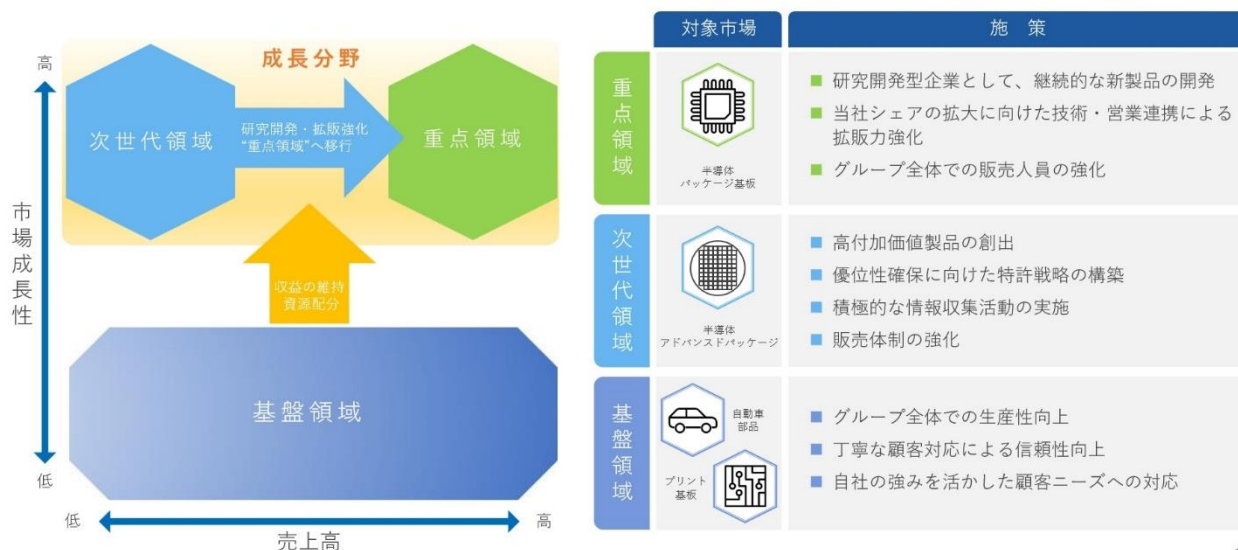 成長分野
高
次世代領域
研究開発・拡販強化
“重点領域”へ移行
重点領域
市場成長性
収益の維持
資源配分
基盤領域
低
低
高
売上高
対象市場
施 策
重点領域
半導体
パッケージ基板
研究開発型企業として、継続的な新製品の開発
当社シェアの拡大に向けた技術・営業連携による
拡販力強化
グループ全体での販売人員の強化
次世代領域
半導体
アドバンスドパッケージ
高付加価値製品の創出
優位性確保に向けた特許戦略の構築
積極的な情報収集活動の実施
販売体制の強化
基盤領域
自動車
部品
プリント
基板
グループ全体での生産性向上
丁寧な顧客対応による信頼性向上
自社の強みを活かした顧客ニーズへの対応